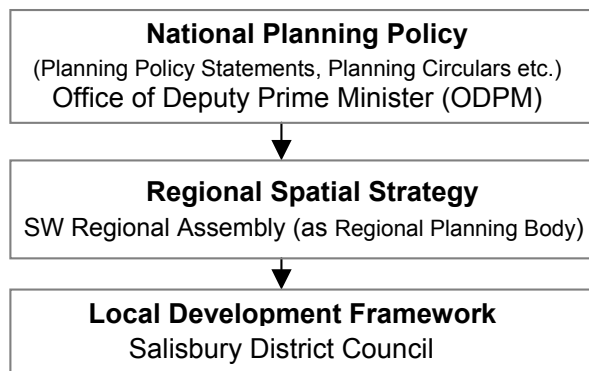 National Planning Policy
(Planning Policy Statements, Planning Circulars etc.)
Office of Deputy Prime Minister (ODPM)
Regional Spatial Strategy
SW Regional Assembly (as Regional Planning Body)
Local Development Framework
Salisbury District Council